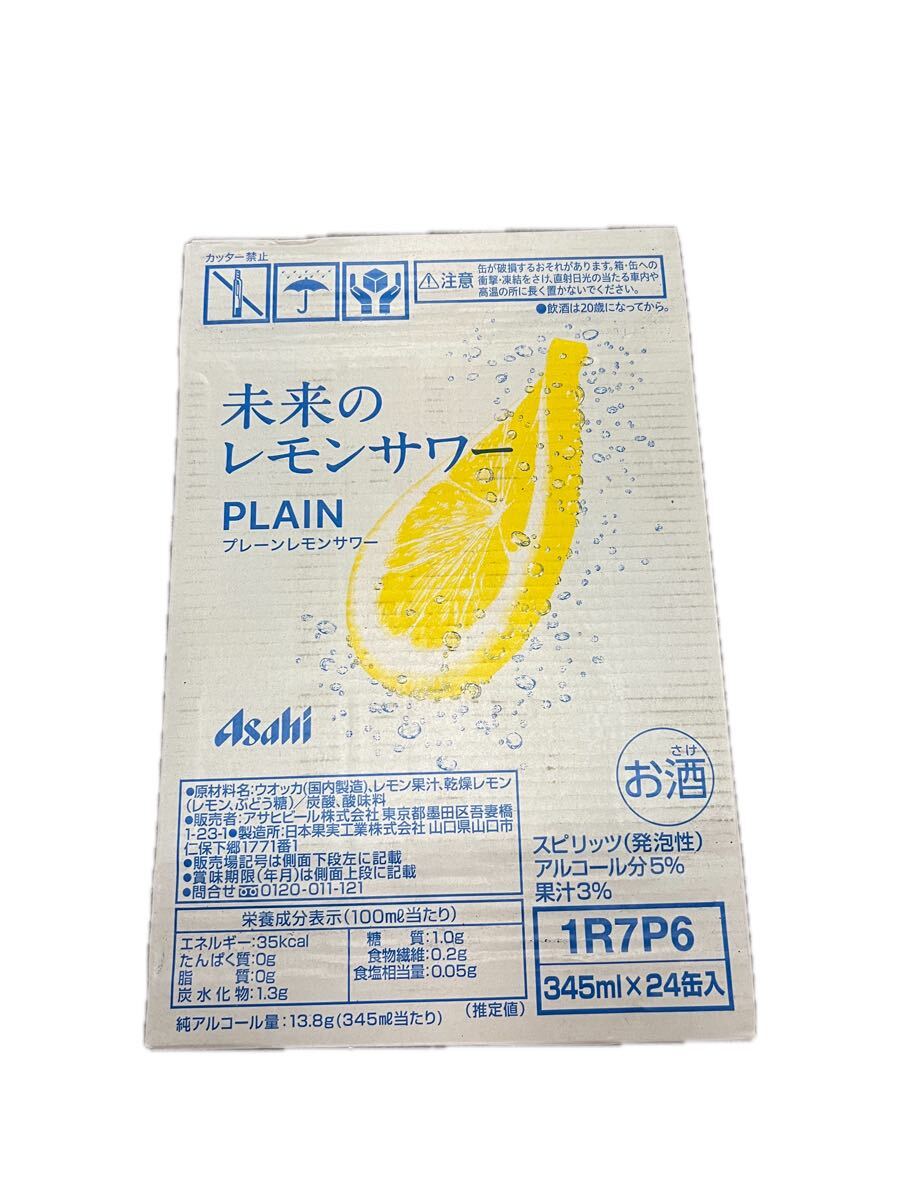 カッター禁止
⚠注意
缶が破損するおそれがあります。箱・缶への
衝撃・凍結をさけ、直射日光の当たる車内や
高温の所に長く置かないでください。
●飲酒は20歳になってから。
未来の
レモンサワー
PLAIN
プレーンレモンサワー
Asahi
●原材料名:ウオッカ(国内製造)、レモン果汁、乾燥レモン
(レモン、ぶどう糖)/炭酸、酸味料
●販売者:アサヒビール株式会社 東京都墨田区吾妻橋
1-23-1●製造所:日本果実工業株式会社 山口県山口市
仁保下郷1771番1
●販売場記号は側面下段左に記載
●賞味期限(年月)は側面上段に記載
●問合せ 0120-011-121
栄養成分表示(100ml当たり)
エネルギー:35kcal
たんぱく質:0g
脂質:0g
炭水化物:1.3g
糖質:1.0g
食物繊維:0.2g
食塩相当量:0.05g
純アルコール量:13.8g(345ml当たり)
(推定値)
さけ
お酒
スピリッツ(発泡性)
アルコール分5%
果汁3%
1R7P6
345ml×24缶入